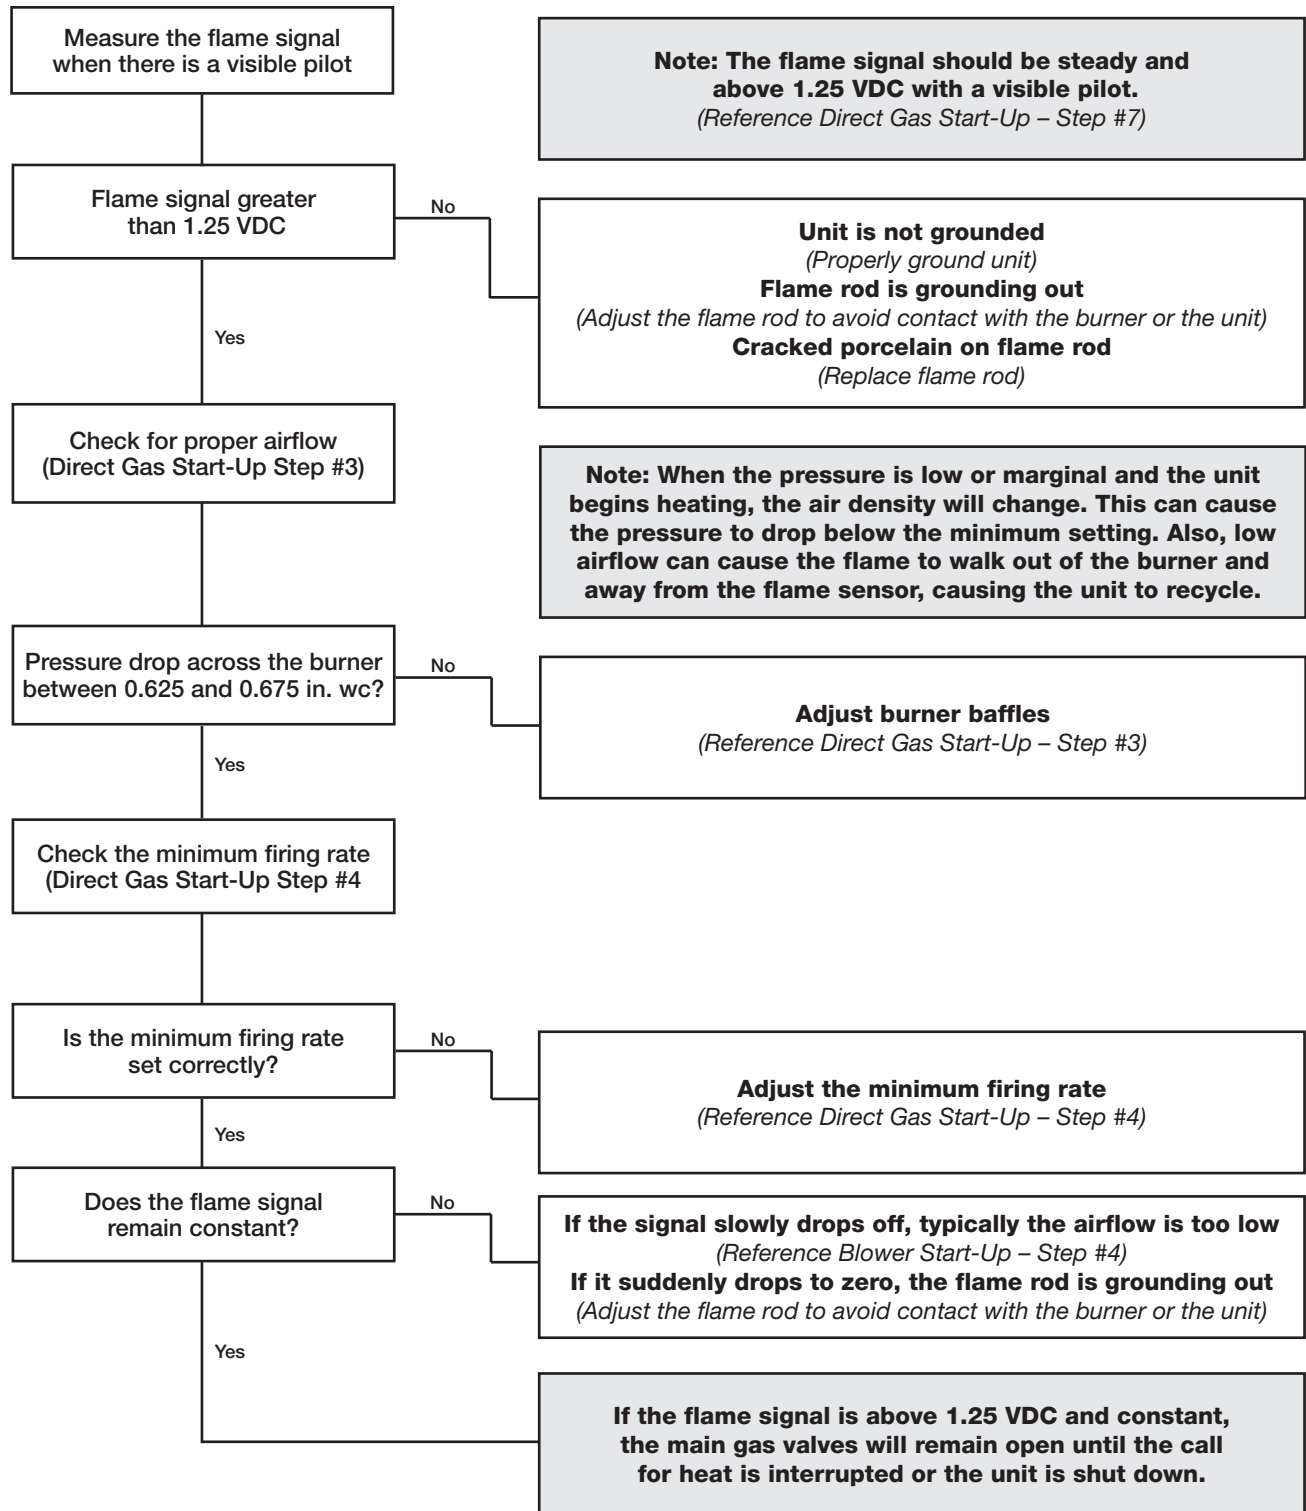 Measure the flame signal
when there is a visible pilot
Note: The flame signal should be steady and
above 1.25 VDC with a visible pilot.
(Reference Direct Gas Start-Up – Step #7)
Flame signal greater
than 1.25 VDC
No
Unit is not grounded
(Properly ground unit)
Flame rod is grounding out
(Adjust the flame rod to avoid contact with the burner or the unit)
Cracked porcelain on flame rod
(Replace flame rod)
Yes
Check for proper airflow
(Direct Gas Start-Up Step #3)
Note: When the pressure is low or marginal and the unit
begins heating, the air density will change. This can cause
the pressure to drop below the minimum setting. Also, low
airflow can cause the flame to walk out of the burner and
away from the flame sensor, causing the unit to recycle.
Pressure drop across the burner
between 0.625 and 0.675 in. wc?
No
Adjust burner baffles
(Reference Direct Gas Start-Up – Step #3)
Yes
Check the minimum firing rate
(Direct Gas Start-Up Step #4
Is the minimum firing rate
set correctly?
No
Adjust the minimum firing rate
(Reference Direct Gas Start-Up – Step #4)
Yes
Does the flame signal
remain constant?
No
If the signal slowly drops off, typically the airflow is too low
(Reference Blower Start-Up – Step #4)
If it suddenly drops to zero, the flame rod is grounding out
(Adjust the flame rod to avoid contact with the burner or the unit)
Yes
If the flame signal is above 1.25 VDC and constant,
the main gas valves will remain open until the call
for heat is interrupted or the unit is shut down.